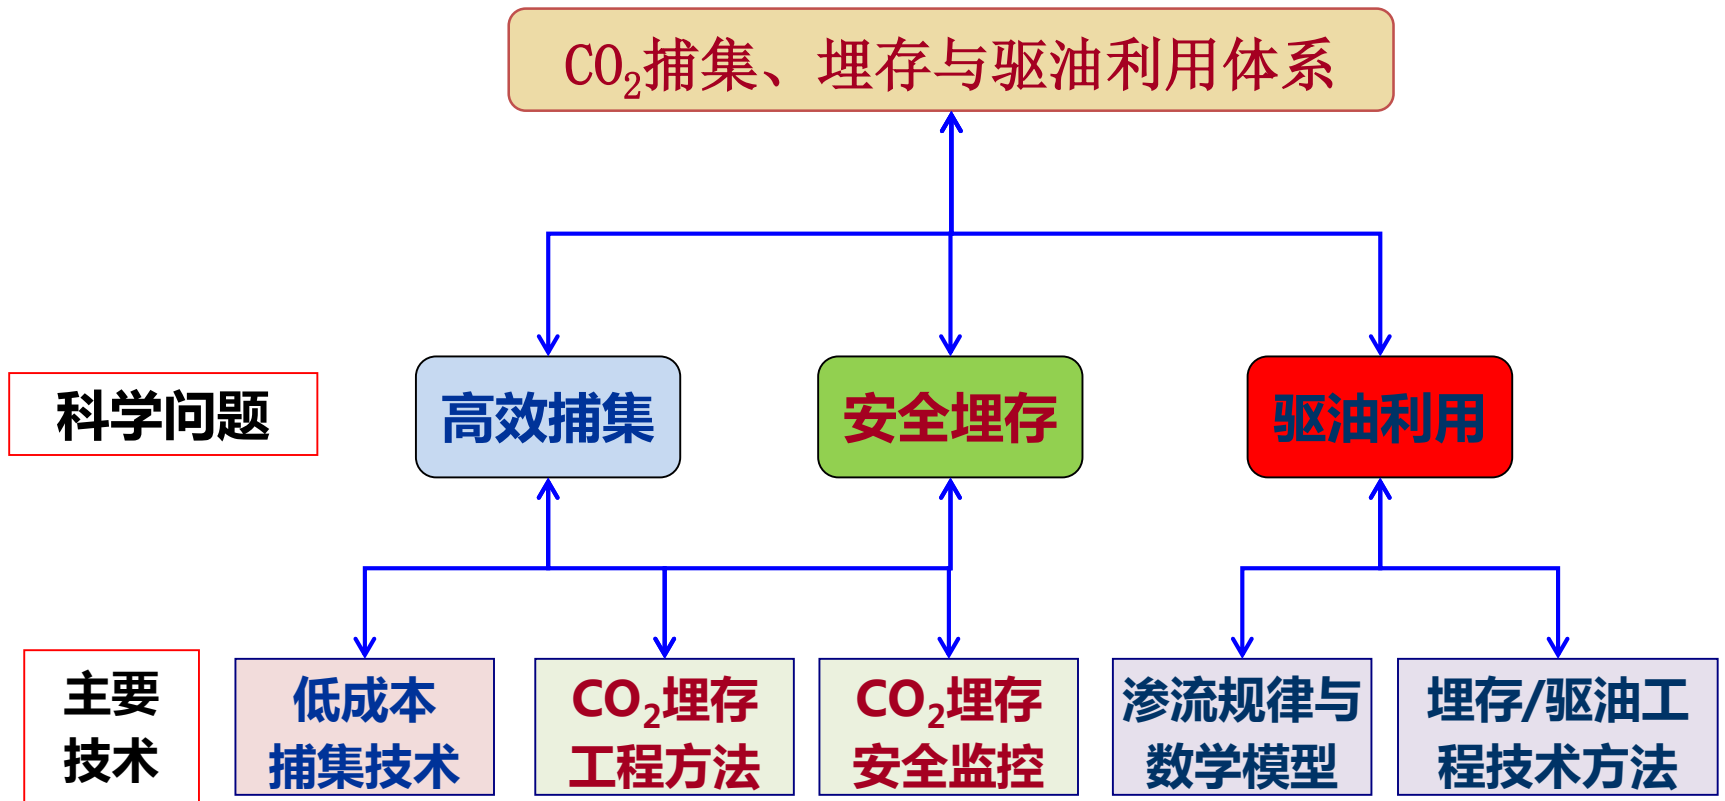 CO₂捕集、埋存与驱油利用体系
科学问题
高效捕集
安全埋存
驱油利用
主要
技术
低成本
捕集技术
CO₂埋存
工程方法
CO₂埋存
安全监控
渗流规律与
数学模型
埋存/驱油工
程技术方法